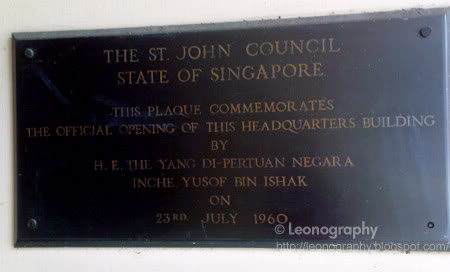 THE ST. JOHN COUNCIL
STATE OF SINGAPORE
THIS PLAQUE COMMEMORATES
THE OFFICIAL OPENING OF THIS HEADQUARTERS BUILDING
BY
H. E. THE YANG DI-PERTUAN NEGARA
INCHE YUSOF BIN ISHAK
ON
23RD. JULY 1960
© Leonography
http://leonography.blogspot.com/